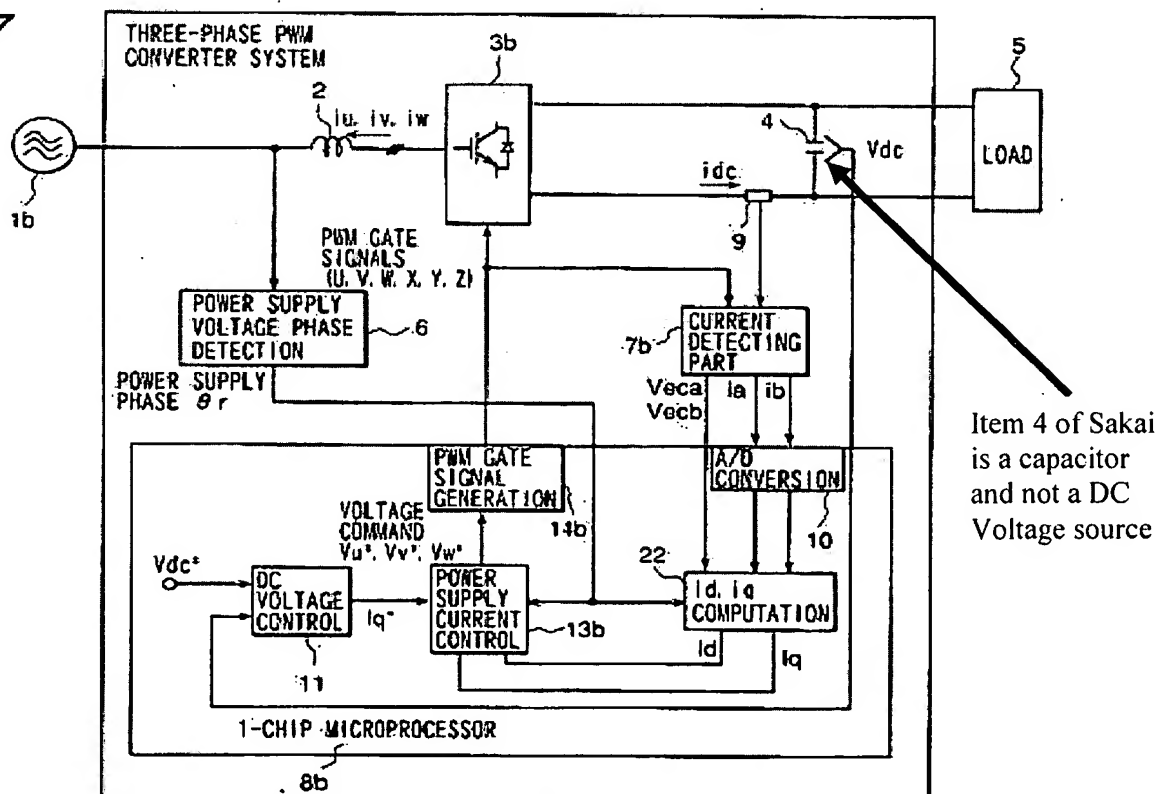 THREE-PHASE PWM
CONVERTER SYSTEM
3b
5
2
iu, iv, iw
4
Vdc
LOAD
idc
1b
9
PWM GATE
SIGNALS
(U, V, W, X, Y, Z)
POWER SUPPLY
VOLTAGE PHASE
DETECTION
6
CURRENT
DETECTING
PART
7b
POWER SUPPLY
PHASE θr
Veca
Vecb
Ia
ib
Item 4 of Sakai
is a capacitor
and not a DC
Voltage source
PWM GATE
SIGNAL
GENERATION
14b
A/D
CONVERSION
10
VOLTAGE
COMMAND
Vu*, Vv*, Vw*
Vdc*
DC
VOLTAGE
CONTROL
11
Iq*
POWER
SUPPLY
CURRENT
CONTROL
13b
22
Id, iq
COMPUTATION
Id
Iq
1-CHIP MICROPROCESSOR
8b